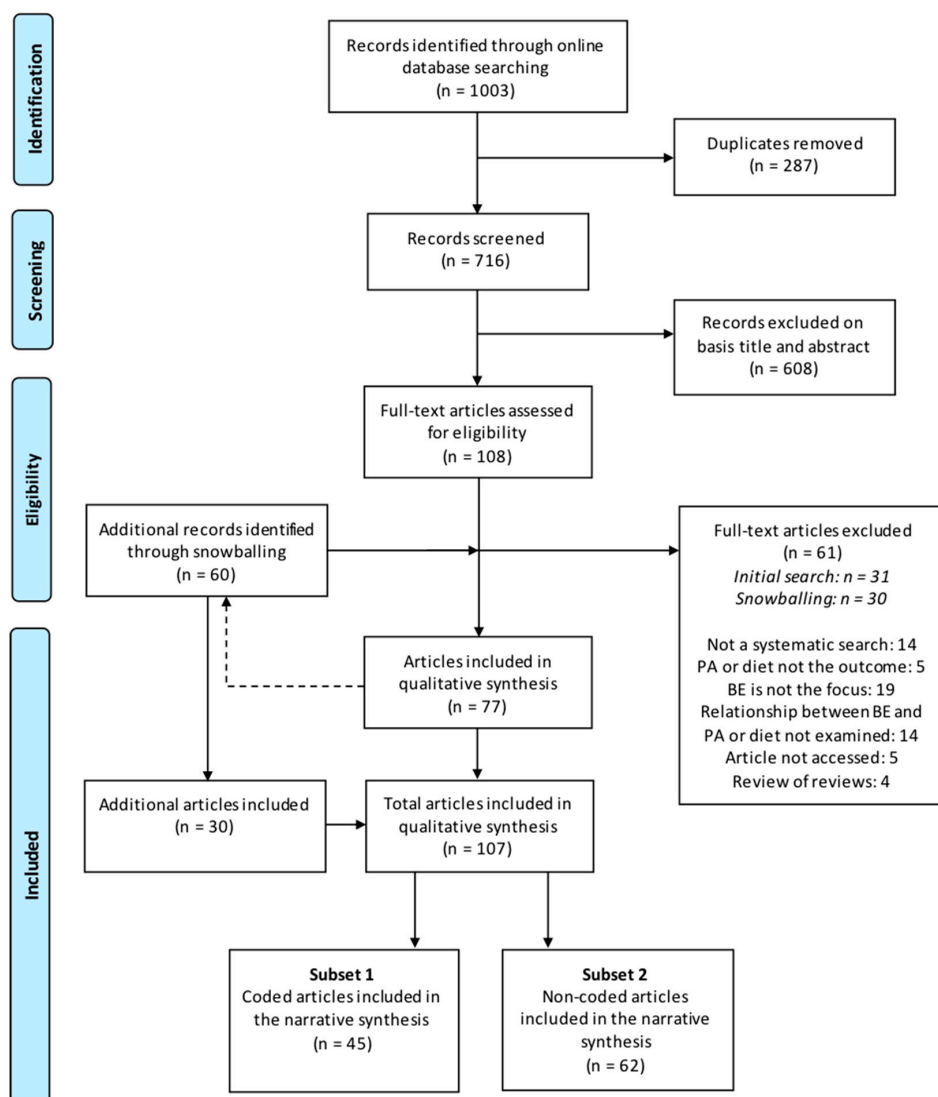 Identification
Records identified through online
database searching
(n = 1003)
Duplicates removed
(n = 287)
Screening
Records screened
(n = 716)
Records excluded on
basis title and abstract
(n = 608)
Eligibility
Full-text articles assessed
for eligibility
(n = 108)
Additional records identified
through snowballing
(n = 60)
Full-text articles excluded
(n = 61)
Initial search: n = 31
Snowballing: n = 30
Not a systematic search: 14
PA or diet not the outcome: 5
BE is not the focus: 19
Relationship between BE and
PA or diet not examined: 14
Article not accessed: 5
Review of reviews: 4
Included
Articles included in
qualitative synthesis
(n = 77)
Additional articles included
(n = 30)
Total articles included in
qualitative synthesis
(n = 107)
Subset 1
Coded articles included in
the narrative synthesis
(n = 45)
Subset 2
Non-coded articles
included in the narrative
synthesis
(n = 62)